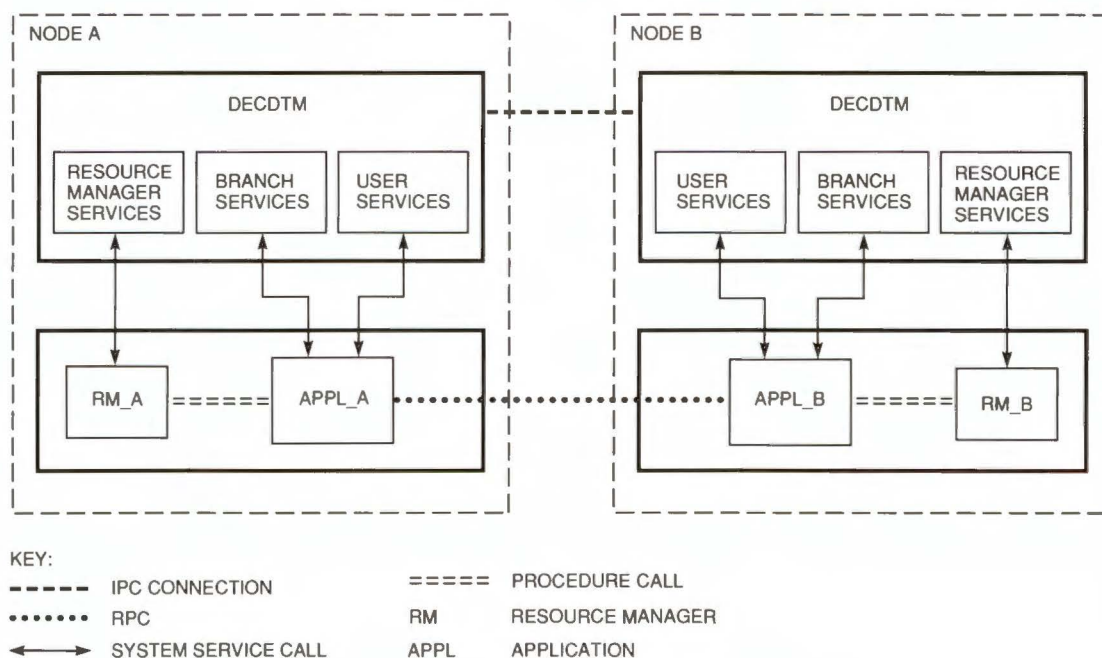 NODE A
DECDTM
RESOURCE
MANAGER
SERVICES
BRANCH
SERVICES
USER
SERVICES
RM_A
APPL_A
NODE B
DECDTM
USER
SERVICES
BRANCH
SERVICES
RESOURCE
MANAGER
SERVICES
APPL_B
RM_B
KEY:
IPC CONNECTION
RPC
SYSTEM SERVICE CALL
PROCEDURE CALL
RM RESOURCE MANAGER
APPL APPLICATION